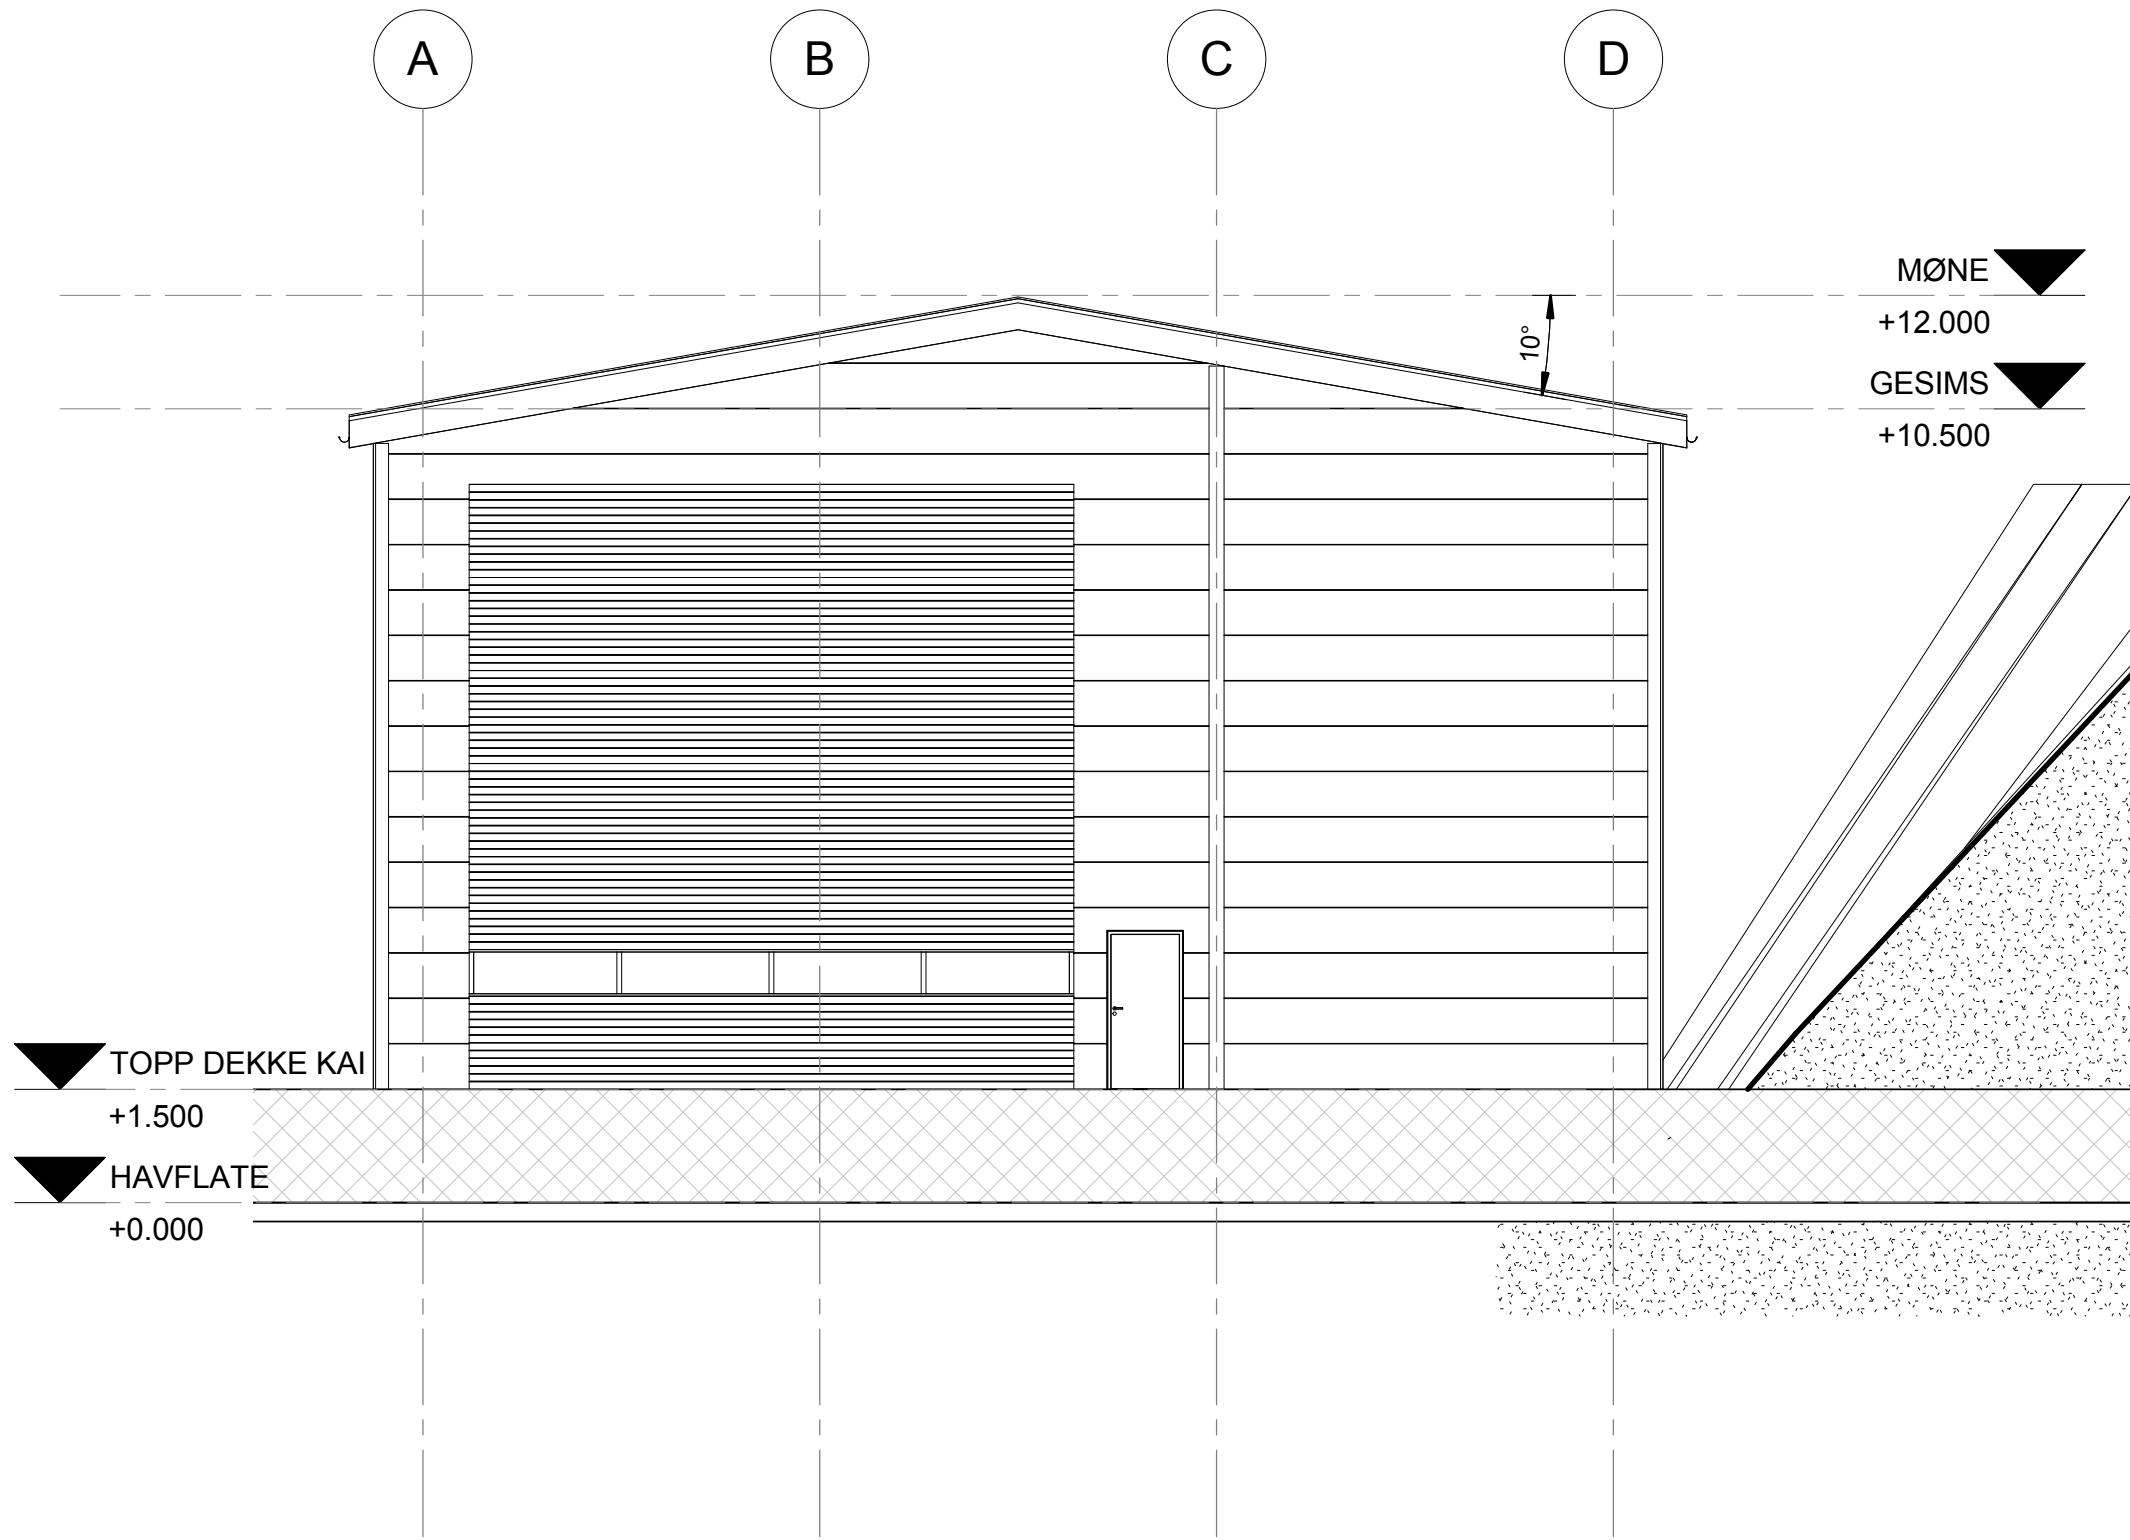 A B C D
MØNE
+12.000
10°
GESIMS
+10.500
TOPP DEKKE KAI
+1.500
HAVFLATE
+0.000